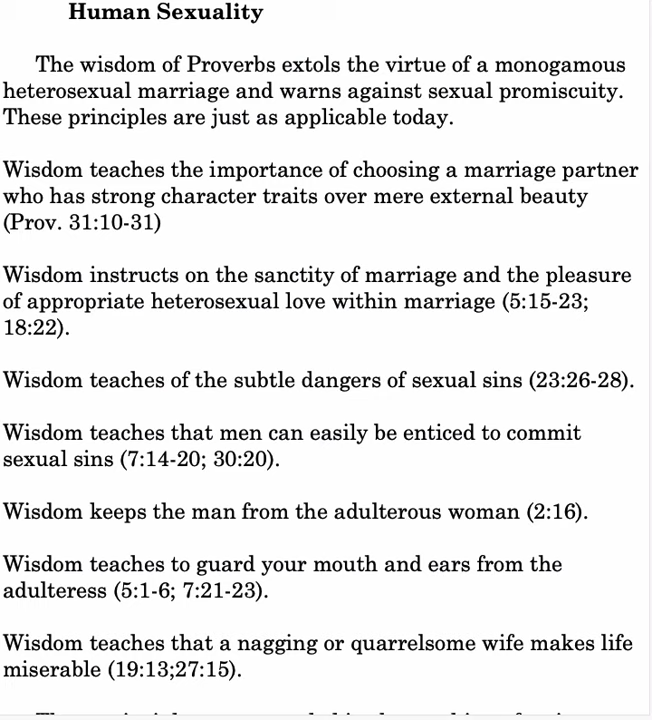 Human Sexuality
The wisdom of Proverbs extols the virtue of a monogamous
heterosexual marriage and warns against sexual promiscuity.
These principles are just as applicable today.
Wisdom teaches the importance of choosing a marriage partner
who has strong character traits over mere external beauty
(Prov. 31:10-31)
Wisdom instructs on the sanctity of marriage and the pleasure
of appropriate heterosexual love within marriage (5:15-23;
18:22).
Wisdom teaches of the subtle dangers of sexual sins (23:26-28).
Wisdom teaches that men can easily be enticed to commit
sexual sins (7:14-20; 30:20).
Wisdom keeps the man from the adulterous woman (2:16).
Wisdom teaches to guard your mouth and ears from the
adulteress (5:1-6; 7:21-23).
Wisdom teaches that a nagging or quarrelsome wife makes life
miserable (19:13;27:15).